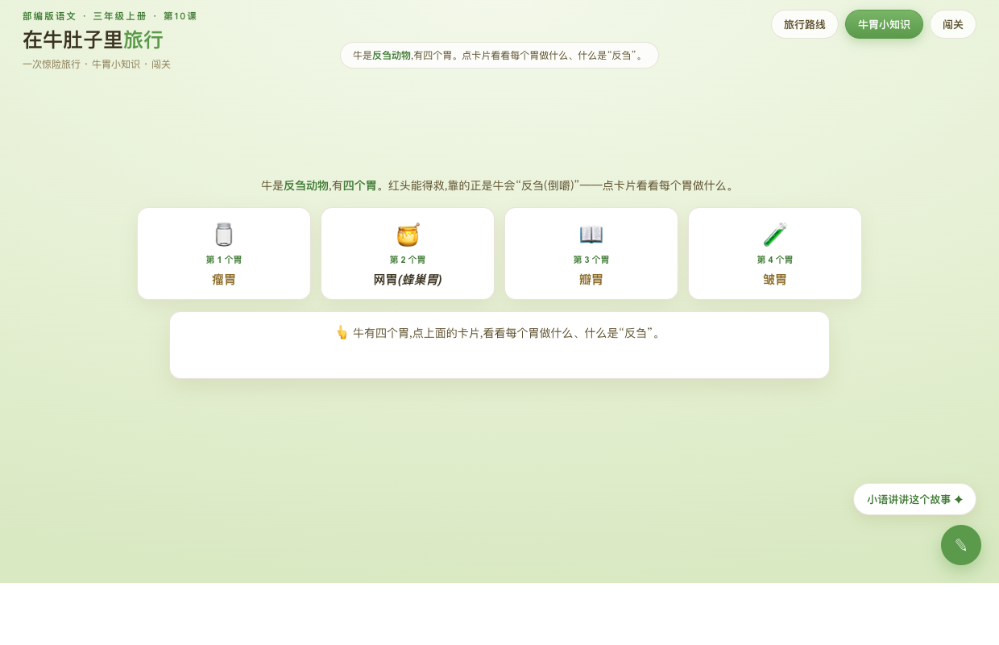 部编版语文 · 三年级上册 · 第10课
在牛肚子里旅行
一次惊险旅行 · 牛胃小知识 · 闯关
旅行路线
牛胃小知识
闯关
牛是反刍动物,有四个胃。点卡片看看每个胃做什么、什么是“反刍”。
牛是反刍动物,有四个胃。红头能得救,靠的正是牛会“反刍(倒嚼)”——点卡片看看每个胃做什么。
第 1 个胃
瘤胃
第 2 个胃
网胃(蜂巢胃)
第 3 个胃
瓣胃
第 4 个胃
皱胃
牛有四个胃,点上面的卡片,看看每个胃做什么、什么是“反刍”。
小语讲讲这个故事 ✦